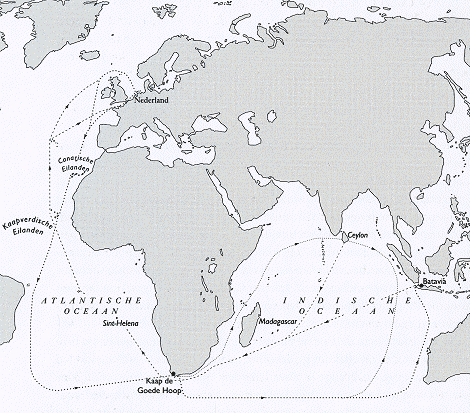 Nederland
Canarische
Eilanden
Kaapverdische
Eilanden
Ceylon
Batavia
ATLANTISCHE
OCEAAN
INDISCHE
OCEAAN
Sint-Helena
Madagascar
Kaap de
Goede Hoop